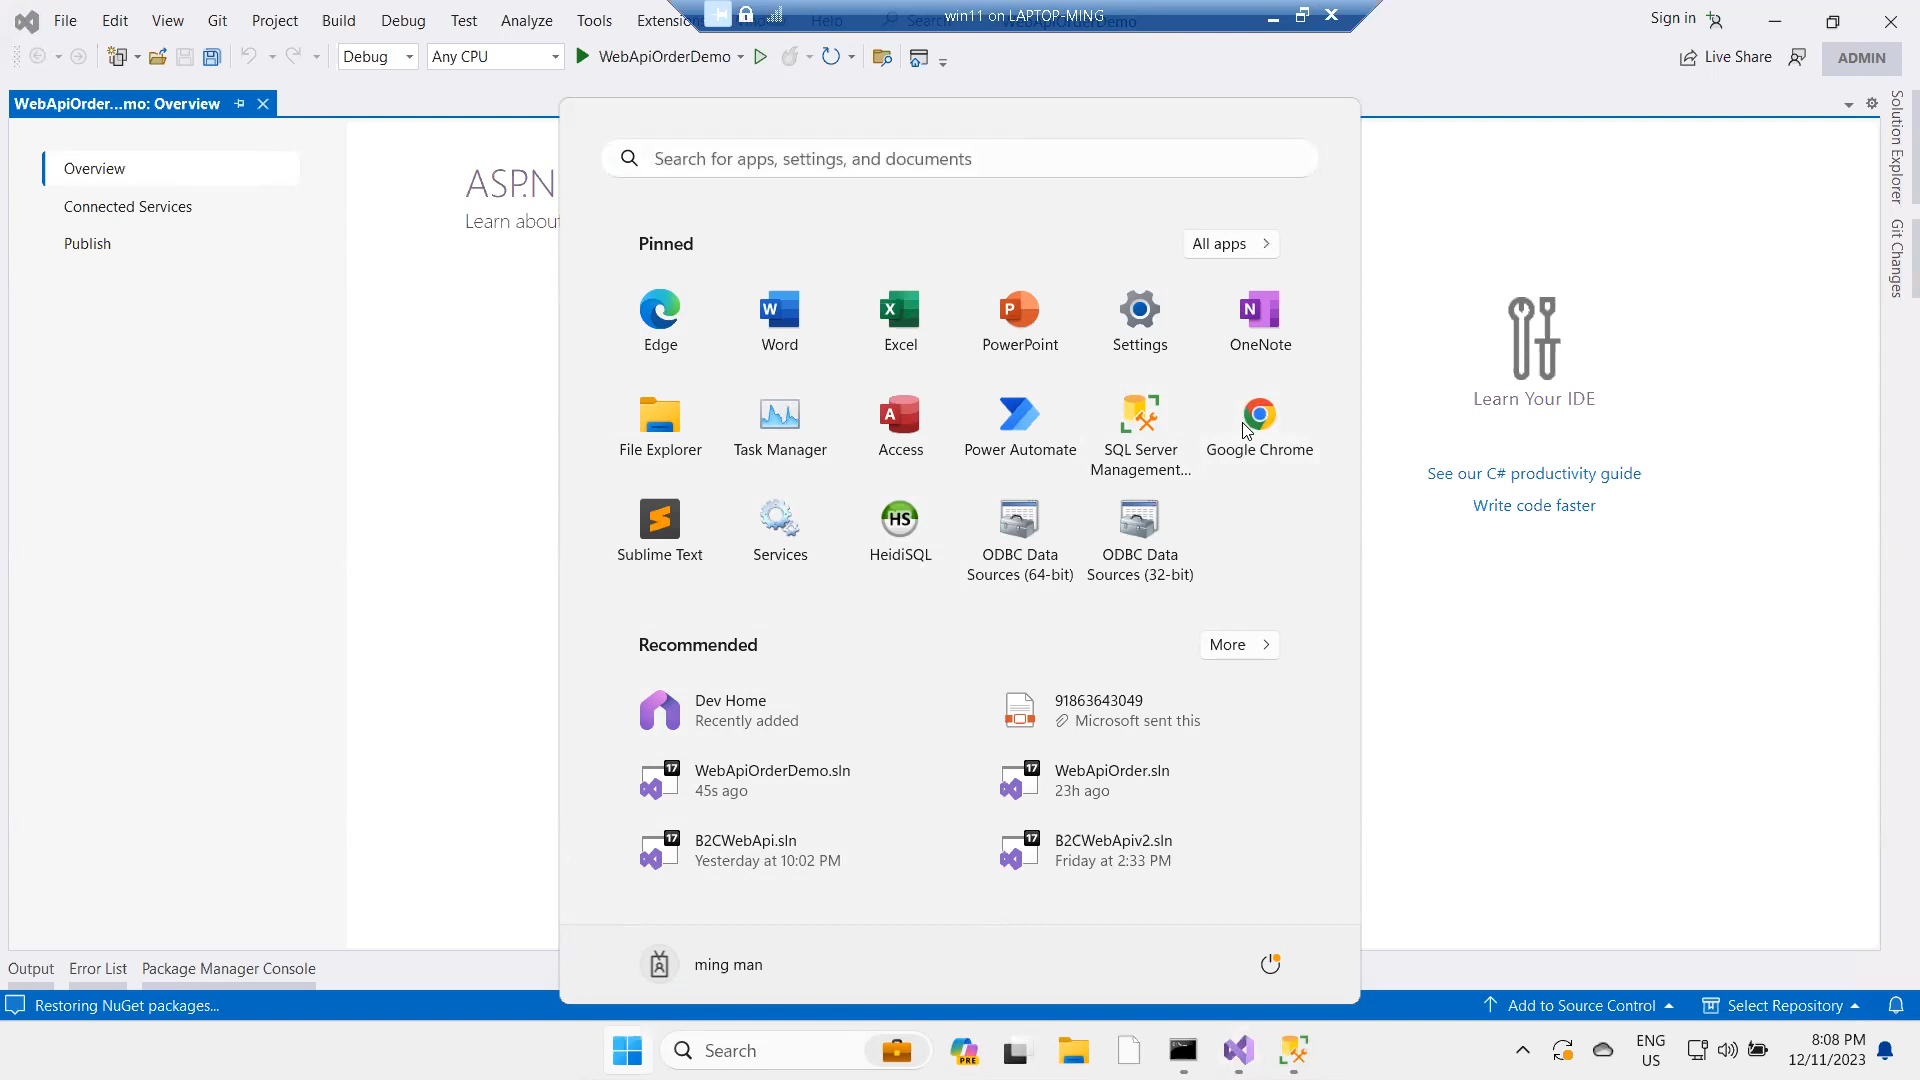 File Edit View Git Project Build Debug Test Analyze Tools Extensions
Help
win11 on LAPTOP-MING
Sign in
Debug Any CPU WebApiOrderDemo
Live Share
ADMIN
WebApiOrder...mo: Overview
Solution Explorer
Git Changes
Overview
Connected Services
Publish
ASP.N
Learn about
Search for apps, settings, and documents
Pinned
All apps
Edge
Word
Excel
PowerPoint
Settings
OneNote
File Explorer
Task Manager
Access
Power Automate
SQL Server
Management...
Google Chrome
Sublime Text
Services
HeidiSQL
ODBC Data
Sources (64-bit)
ODBC Data
Sources (32-bit)
Learn Your IDE
See our C# productivity guide
Write code faster
Recommended
More
Dev Home
Recently added
91863643049
Microsoft sent this
WebApiOrderDemo.sln
45s ago
WebApiOrder.sln
23h ago
B2CWebApi.sln
Yesterday at 10:02 PM
B2CWebApiv2.sln
Friday at 2:33 PM
ming man
Output Error List Package Manager Console
Restoring NuGet packages...
Add to Source Control
Select Repository
Search
PRE
ENG
US
8:08 PM
12/11/2023